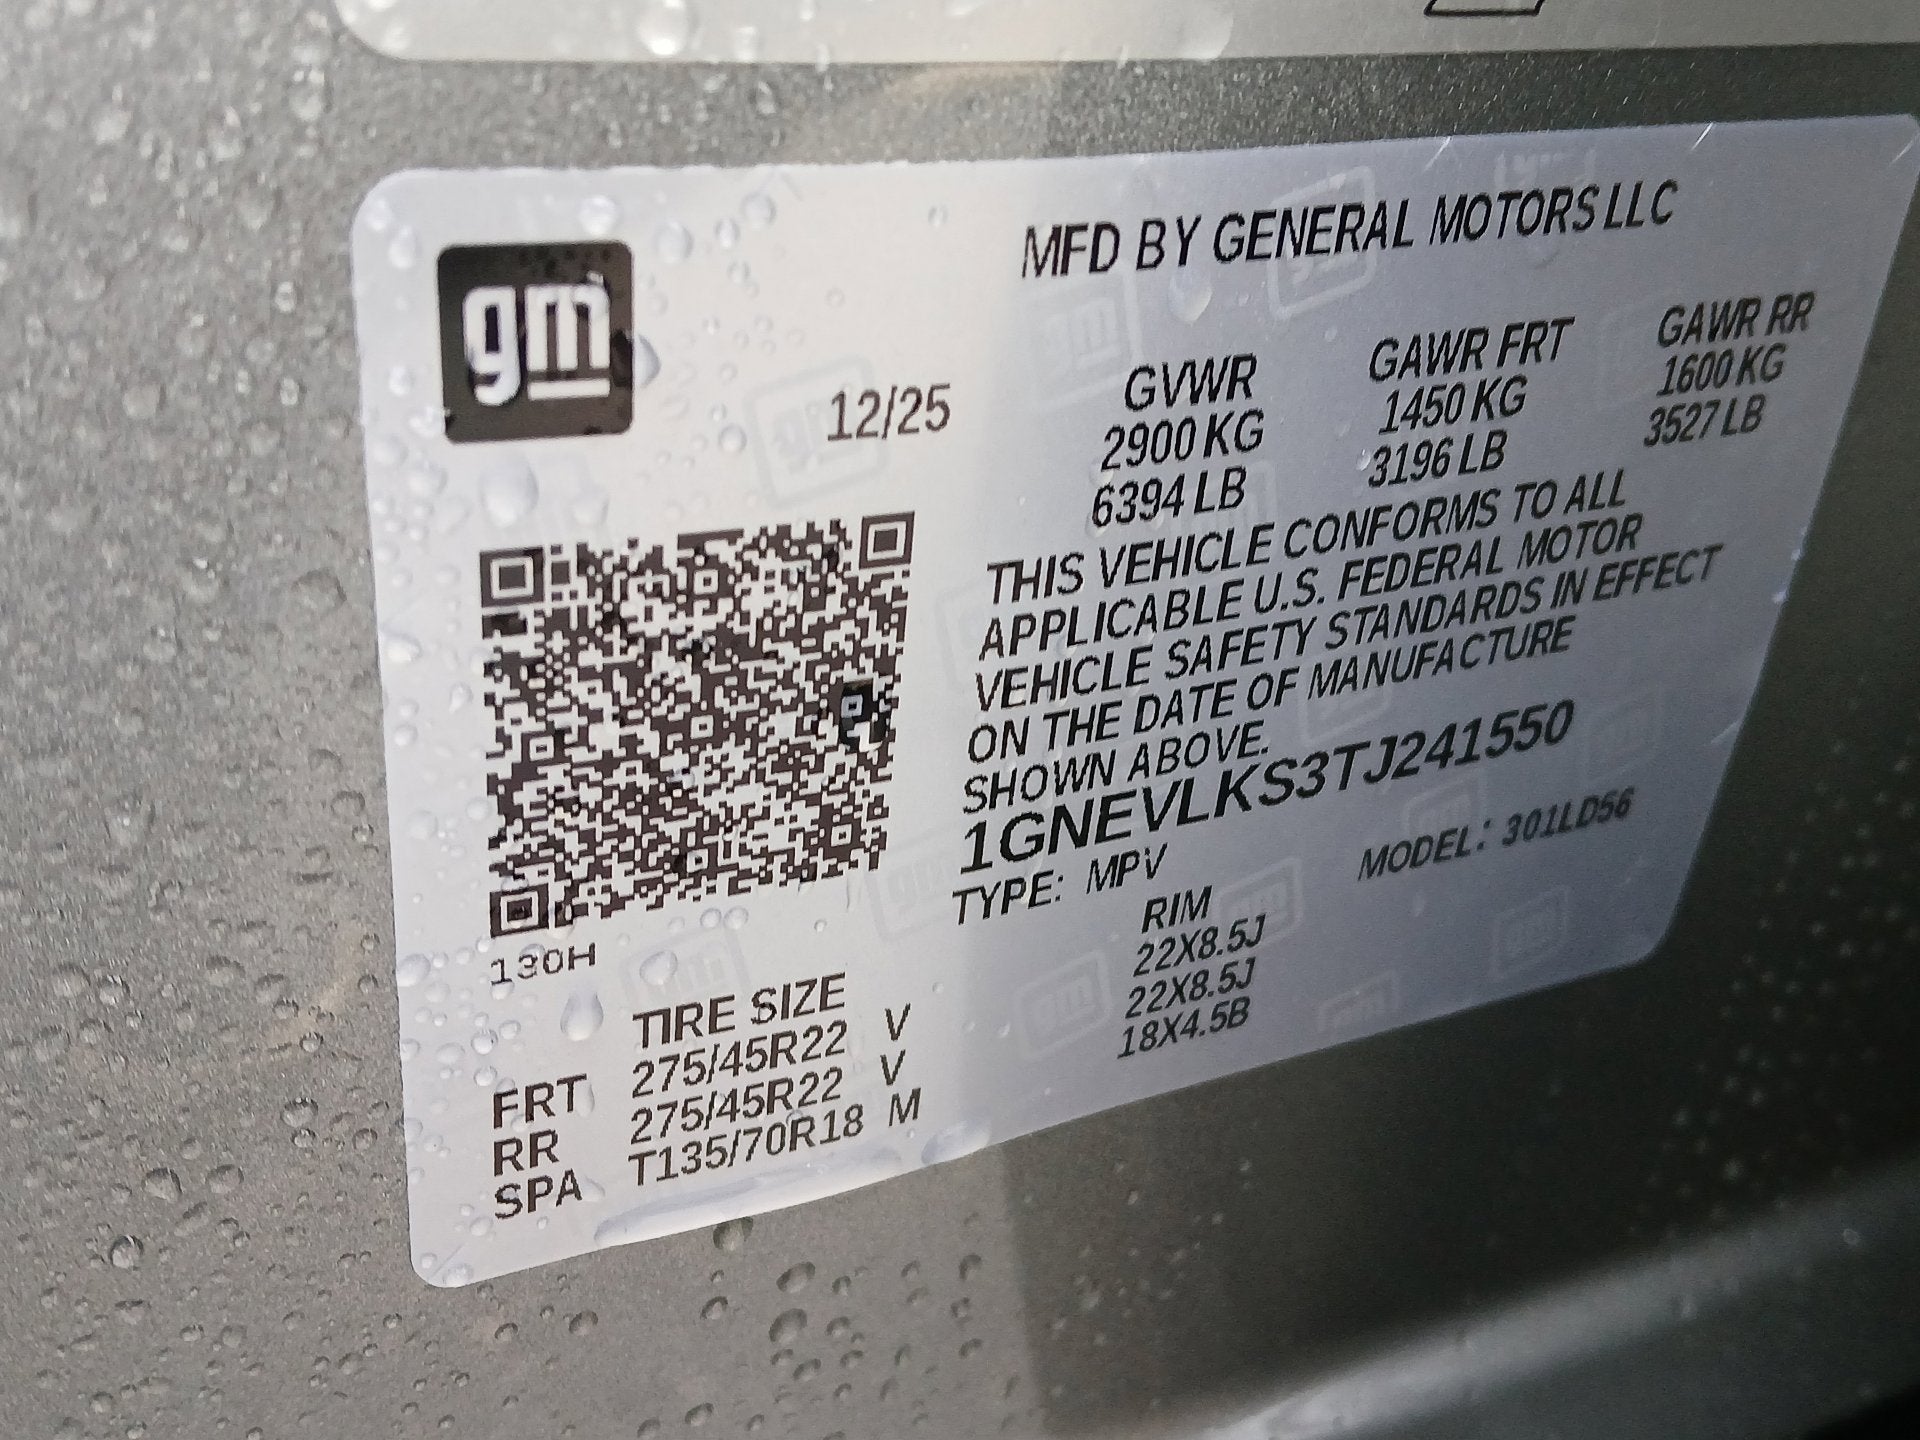 gm
MFD BY GENERAL MOTORS LLC
12/25
GVWR GAWR FRT GAWR RR
2900 KG 1450 KG 1600 KG
6394 LB 3196 LB 3527 LB
THIS VEHICLE CONFORMS TO ALL
APPLICABLE U.S. FEDERAL MOTOR
VEHICLE SAFETY STANDARDS IN EFFECT
ON THE DATE OF MANUFACTURE
SHOWN ABOVE.
1GNEVLKS3TJ241550
TYPE: MPV MODEL: 301LD56
130H
TIRE SIZE RIM
FRT 275/45R22 V 22X8.5J
RR 275/45R22 V 22X8.5J
SPA T135/70R18 M 18X4.5B